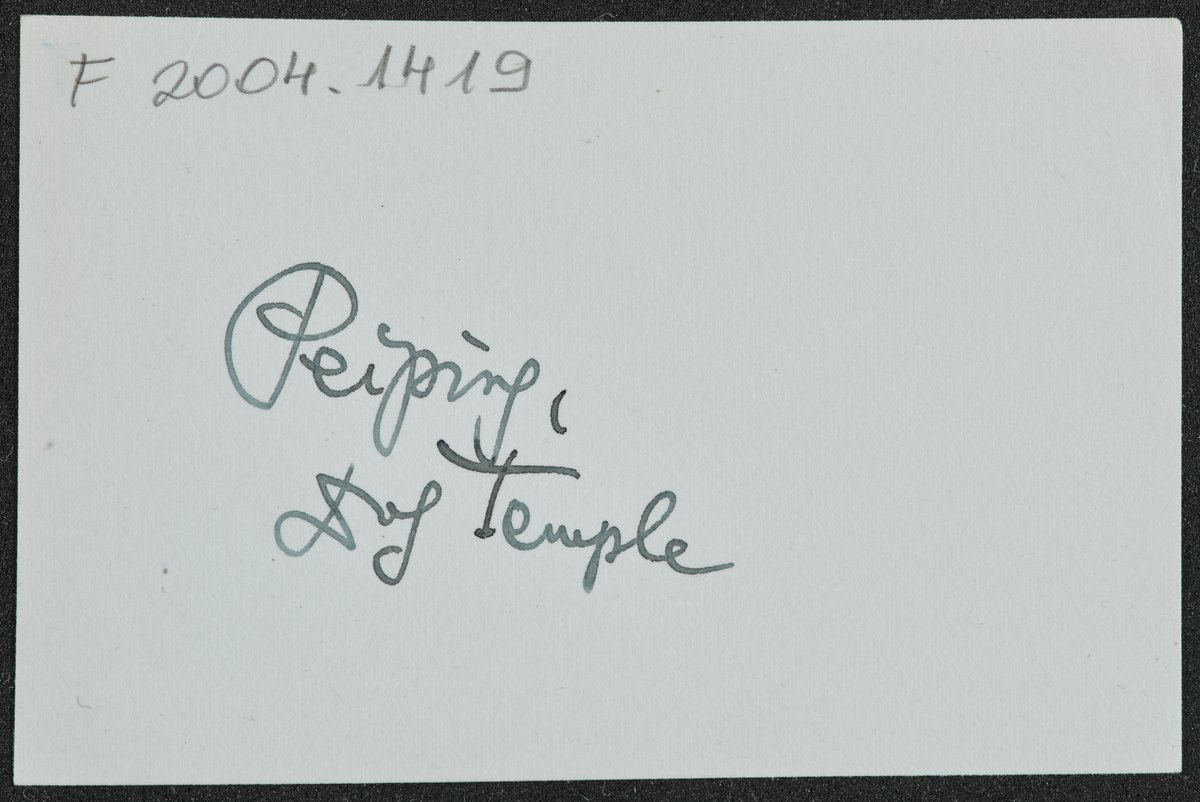 F 2004.1419
Peiping,
Dog Temple